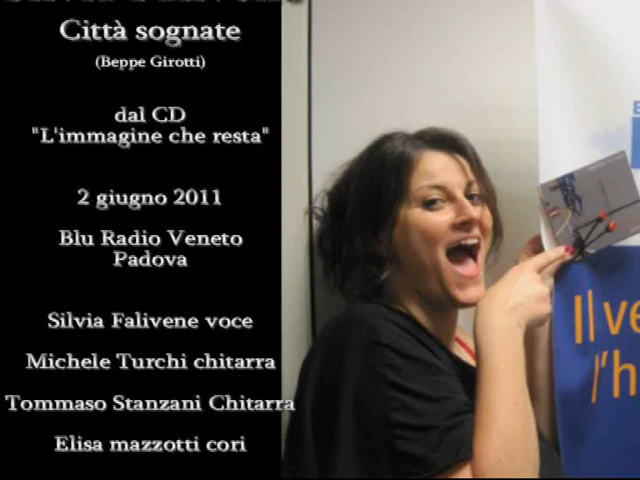 Città sognate
(Beppe Girotti)
dal CD
"L'immagine che resta"
2 giugno 2011
Blu Radio Veneto
Padova
Silvia Falivene voce
Michele Turchi chitarra
Tommaso Stanzani Chitarra
Elisa mazzotti cori
Il ve
l'h